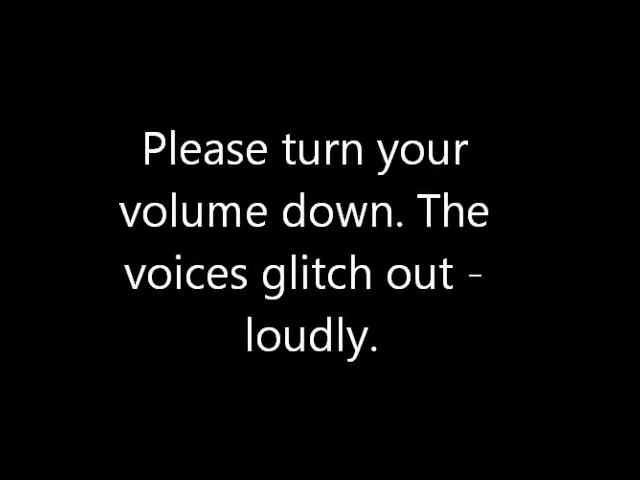 Please turn your
volume down. The
voices glitch out -
loudly.